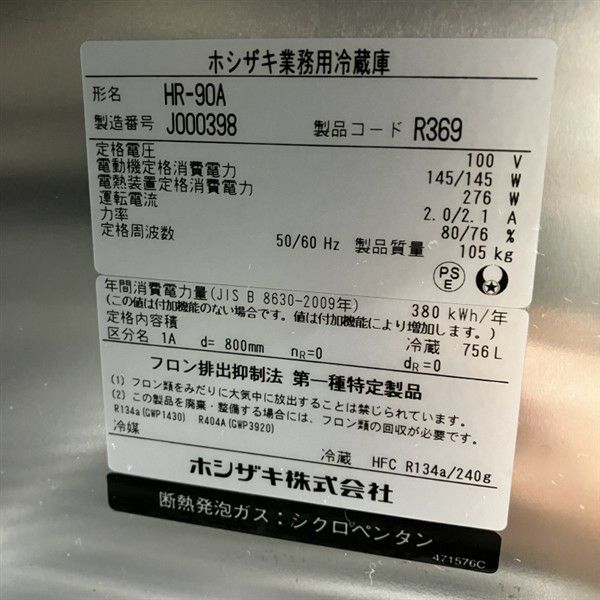 ホシザキ業務用冷蔵庫
形名 HR-90A
製造番号 J000398 製品コード R369
定格電圧 100 V
電動機定格消費電力 145/145 W
電熱装置定格消費電力 276 W
運転電流 2.0/2.1 A
力率 80/76 %
定格周波数 50/60 Hz 製品質量 105 kg
PS
E
年間消費電力量(JIS B 8630-2009年) 380 kWh/年
(この値は付加機能のない場合です。値は付加機能により増加します。)
定格内容積 冷蔵 756 L
区分名 1A d= 800mm nR=0 dR=0
フロン排出抑制法 第一種特定製品
(1) フロン類をみだりに大気中に放出することは禁じられています。
(2) この製品を廃棄・整備する場合には、フロン類の回収が必要です。
R134a(GWP1430) R404A(GWP3920)
冷媒 冷蔵 HFC R134a/240g
ホシザキ株式会社
断熱発泡ガス：シクロペンタン
471576C